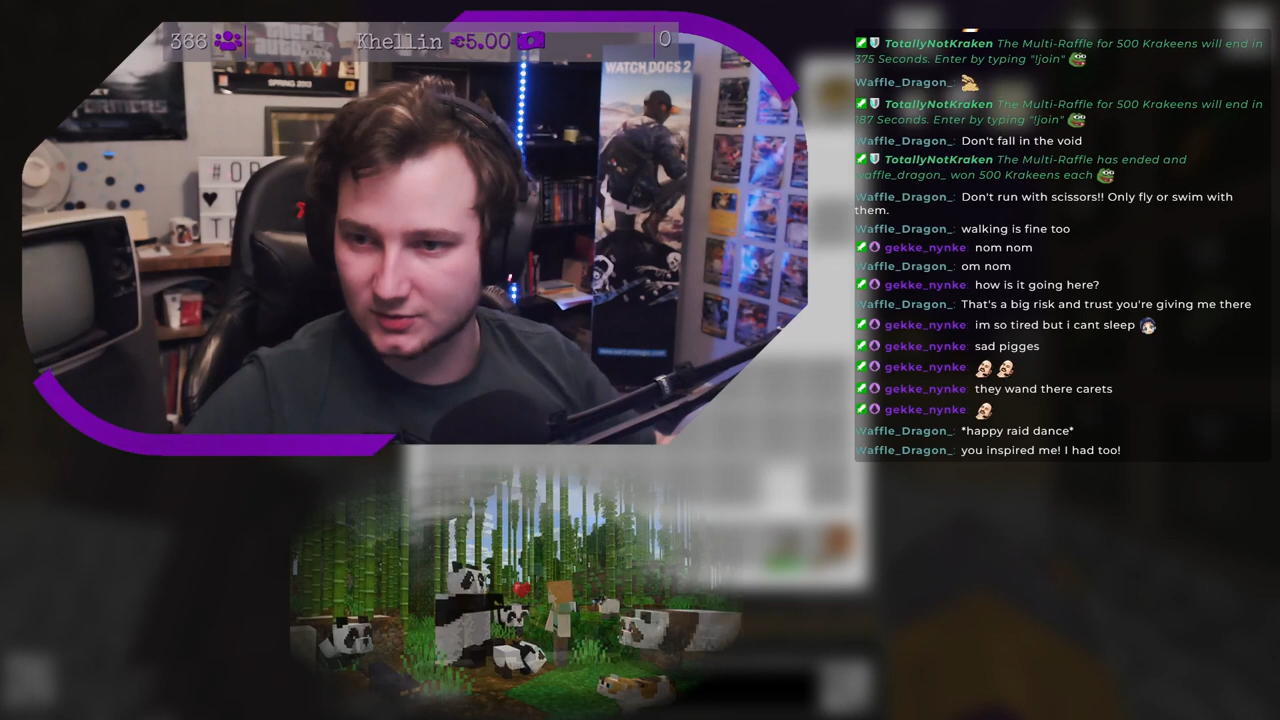 366
Khellin €5.00
0
theft
auto
SPRING 2013
WATCH DOGS 2
TotallyNotKraken The Multi-Raffle for 500 Krakeens will end in
375 Seconds. Enter by typing "!join"
Waffle_Dragon_:
TotallyNotKraken The Multi-Raffle for 500 Krakeens will end in
187 Seconds. Enter by typing "!join"
Waffle_Dragon_: Don't fall in the void
TotallyNotKraken The Multi-Raffle has ended and
waffle_dragon_ won 500 Krakeens each
Waffle_Dragon_: Don't run with scissors!! Only fly or swim with
them.
Waffle_Dragon_: walking is fine too
gekke_nynke: nom nom
Waffle_Dragon_: om nom
gekke_nynke: how is it going here?
Waffle_Dragon_: That's a big risk and trust you're giving me there
gekke_nynke: im so tired but i cant sleep
gekke_nynke: sad pigges
gekke_nynke:
gekke_nynke: they wand there carets
gekke_nynke:
Waffle_Dragon_: *happy raid dance*
Waffle_Dragon_: you inspired me! I had too!